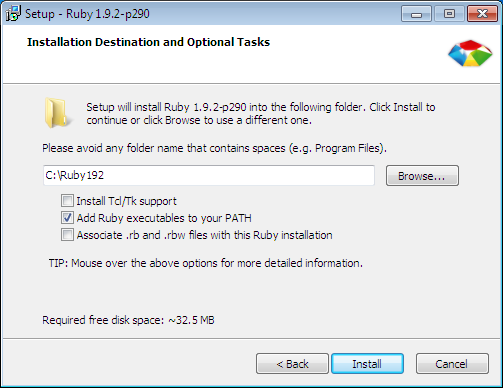 Setup - Ruby 1.9.2-p290
Installation Destination and Optional Tasks
Setup will install Ruby 1.9.2-p290 into the following folder. Click Install to
continue or click Browse to use a different one.
Please avoid any folder name that contains spaces (e.g. Program Files).
C:\Ruby192
Browse...
Install Tcl/Tk support
Add Ruby executables to your PATH
Associate .rb and .rbw files with this Ruby installation
TIP: Mouse over the above options for more detailed information.
Required free disk space: ~32.5 MB
< Back
Install
Cancel